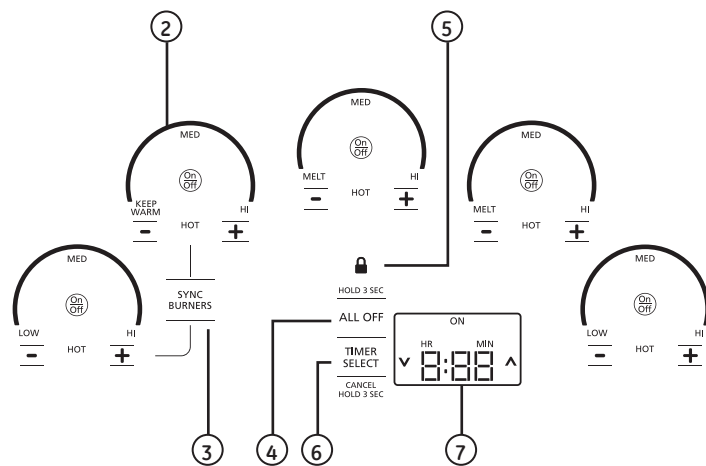 2
5
MED
On
Off
MELT
HI
HOT
-
+
MED
On
Off
KEEP
WARM
HI
HOT
-
+
MED
On
Off
MELT
HI
HOT
-
+
MED
On
Off
LOW
HI
HOT
-
+
SYNC
BURNERS
HOLD 3 SEC
ALL OFF
TIMER
SELECT
CANCEL
HOLD 3 SEC
ON
HR MIN
8:88
MED
On
Off
LOW
HI
HOT
-
+
3
4
6
7